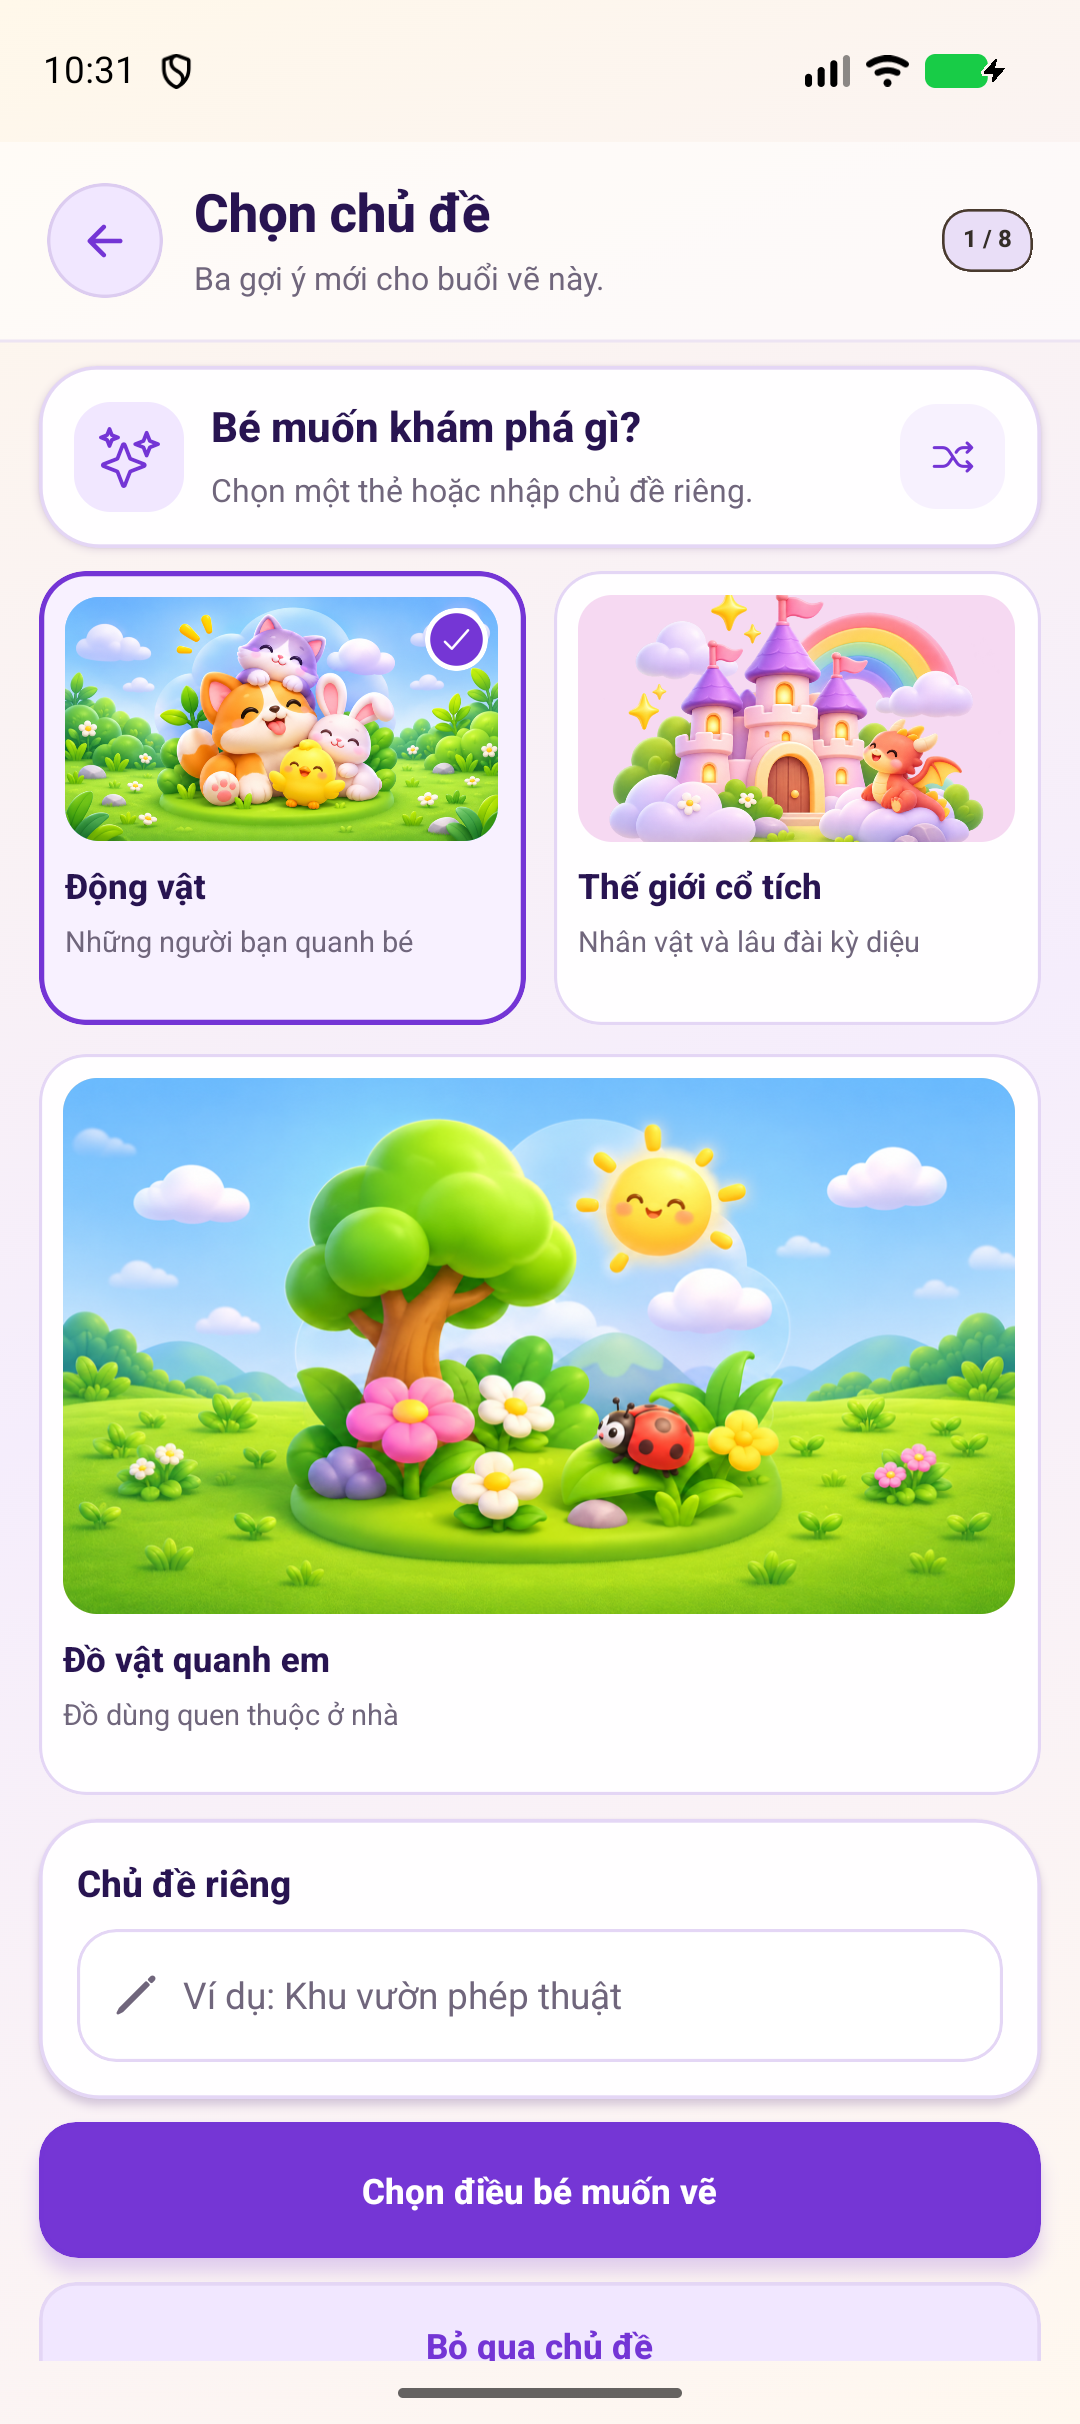 10:31
Chọn chủ đề
Ba gợi ý mới cho buổi vẽ này.
1 / 8
Bé muốn khám phá gì?
Chọn một thẻ hoặc nhập chủ đề riêng.
Động vật
Những người bạn quanh bé
Thế giới cổ tích
Nhân vật và lâu đài kỳ diệu
Đồ vật quanh em
Đồ dùng quen thuộc ở nhà
Chủ đề riêng
Ví dụ: Khu vườn phép thuật
Chọn điều bé muốn vẽ
Bỏ qua chủ đề